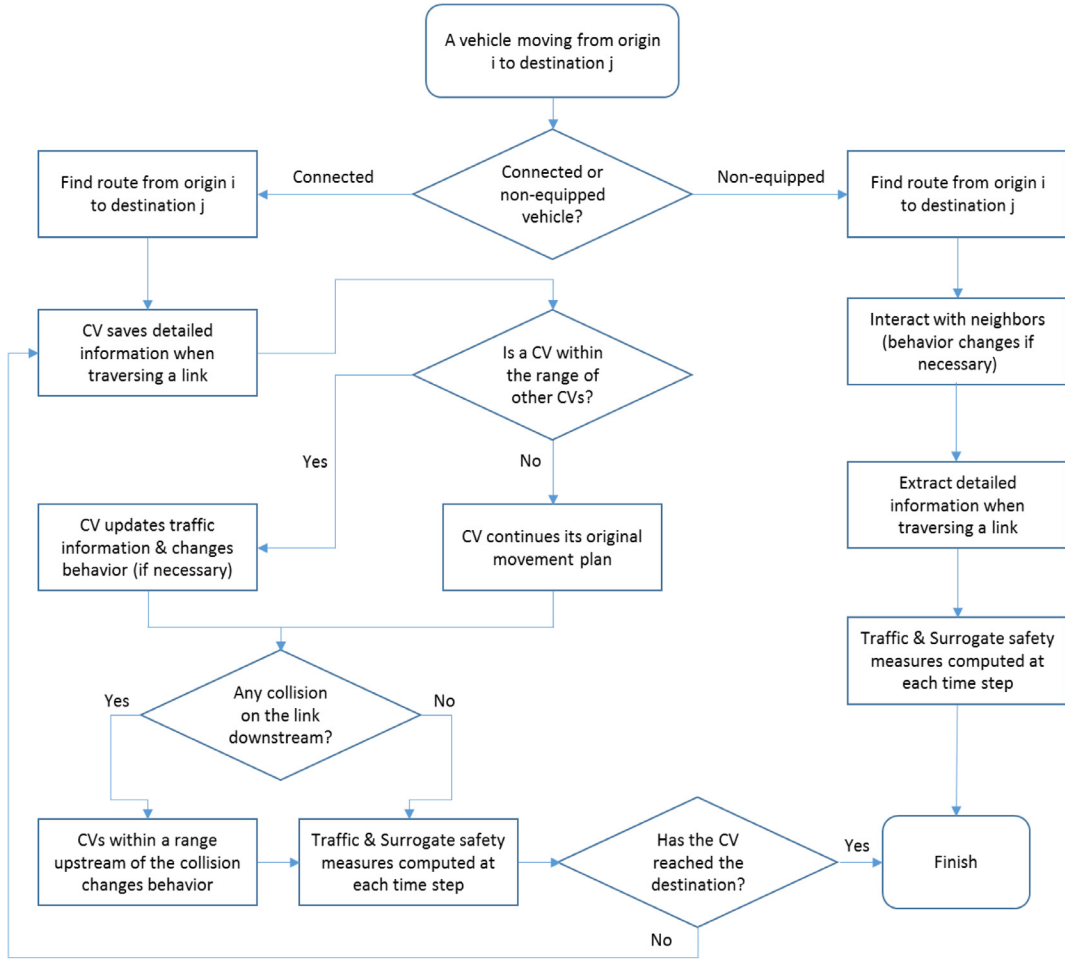 A vehicle moving from origin
i to destination j
Connected or
non-equipped
vehicle?
Connected
Non-equipped
Find route from origin i
to destination j
Find route from origin i
to destination j
CV saves detailed
information when
traversing a link
Is a CV within
the range of
other CVs?
Interact with neighbors
(behavior changes if
necessary)
Yes
No
Extract detailed
information when
traversing a link
CV updates traffic
information & changes
behavior (if necessary)
CV continues its original
movement plan
Traffic & Surrogate safety
measures computed at
each time step
Yes
Any collision
on the link
downstream?
No
CVs within a range
upstream of the collision
changes behavior
Traffic & Surrogate safety
measures computed at
each time step
Has the CV
reached the
destination?
Yes
Finish
No